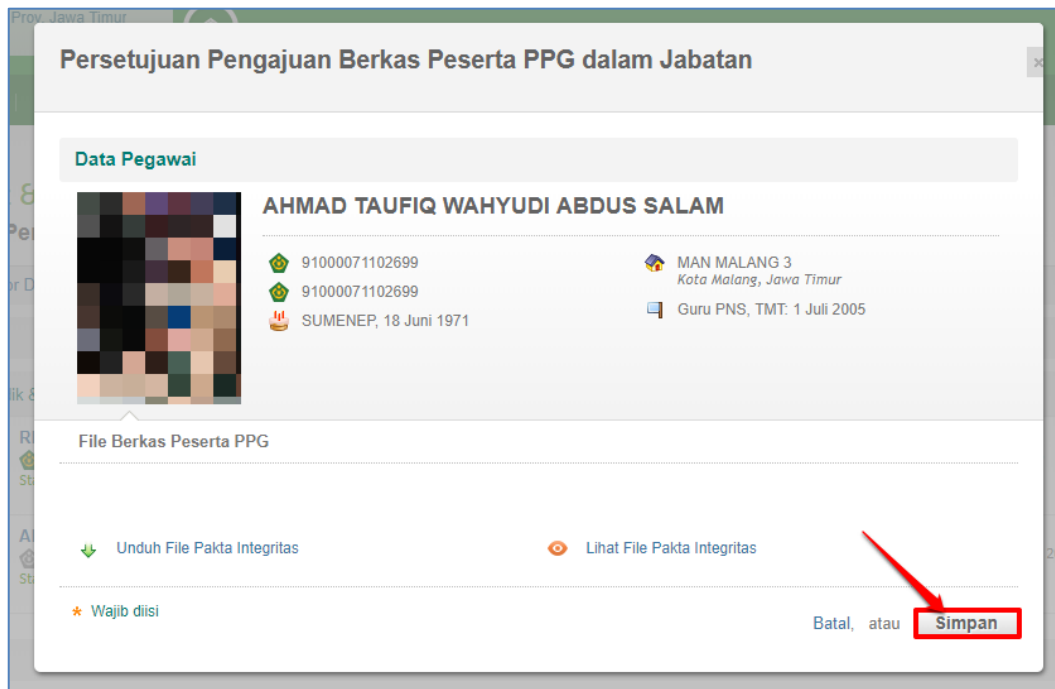 Prov. Jawa Timur
Persetujuan Pengajuan Berkas Peserta PPG dalam Jabatan
Data Pegawai
AHMAD TAUFIQ WAHYUDI ABDUS SALAM
91000071102699
MAN MALANG 3
Kota Malang, Jawa Timur
91000071102699
Guru PNS, TMT: 1 Juli 2005
SUMENEP, 18 Juni 1971
File Berkas Peserta PPG
Unduh File Pakta Integritas
Lihat File Pakta Integritas
* Wajib diisi
Batal, atau Simpan